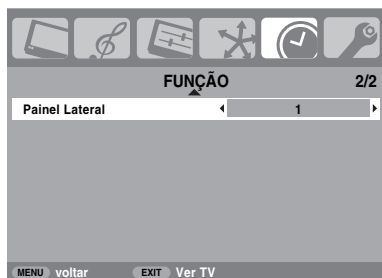 FUNÇÃO 2/2
Painel Lateral 1
MENU voltar EXIT Ver TV